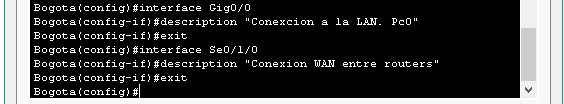 Bogota(config)#interface Gig0/0
Bogota(config-if)#description "Conexcion a la LAN. Pc0"
Bogota(config-if)#exit
Bogota(config)#interface Se0/1/0
Bogota(config-if)#description "Conexion WAN entre routers"
Bogota(config-if)#exit
Bogota(config)#